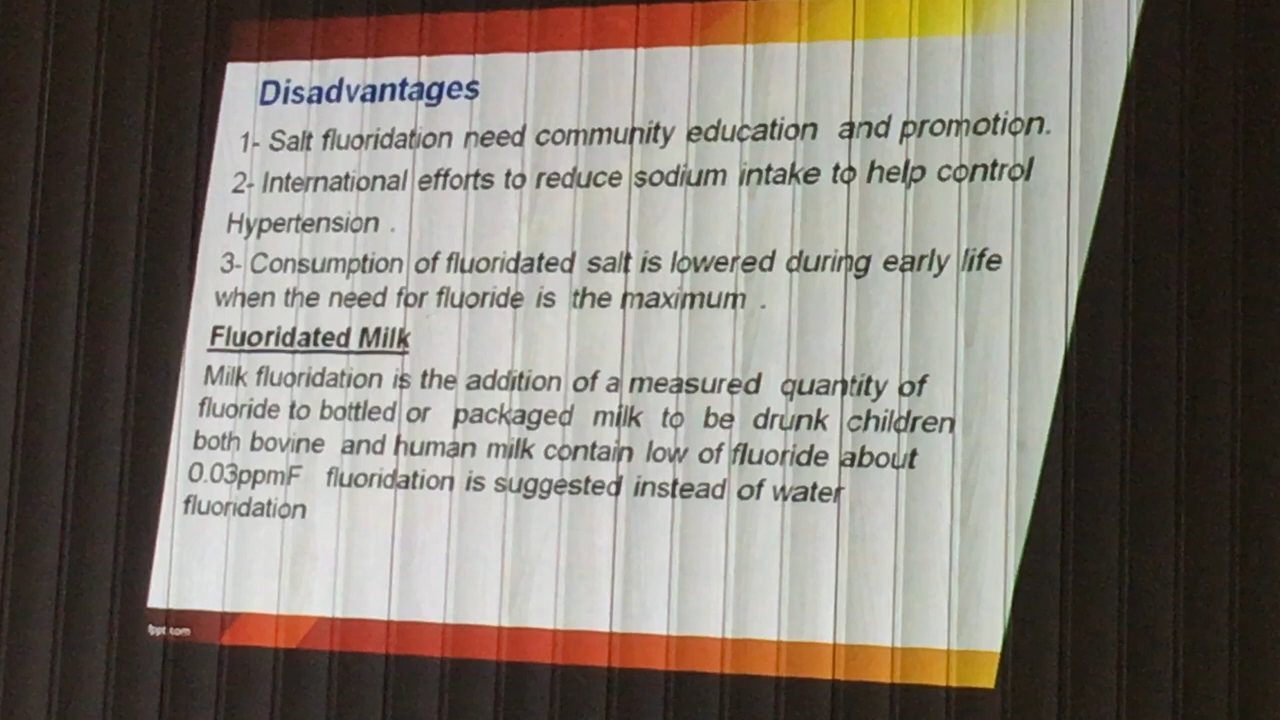 Disadvantages
1- Salt fluoridation need community education and promotion.
2- International efforts to reduce sodium intake to help control
Hypertension .
3- Consumption of fluoridated salt is lowered during early life
when the need for fluoride is the maximum .
Fluoridated Milk
Milk fluoridation is the addition of a measured quantity of
fluoride to bottled or packaged milk to be drunk children
both bovine and human milk contain low of fluoride about
0.03ppmF fluoridation is suggested instead of water
fluoridation
fppt.com